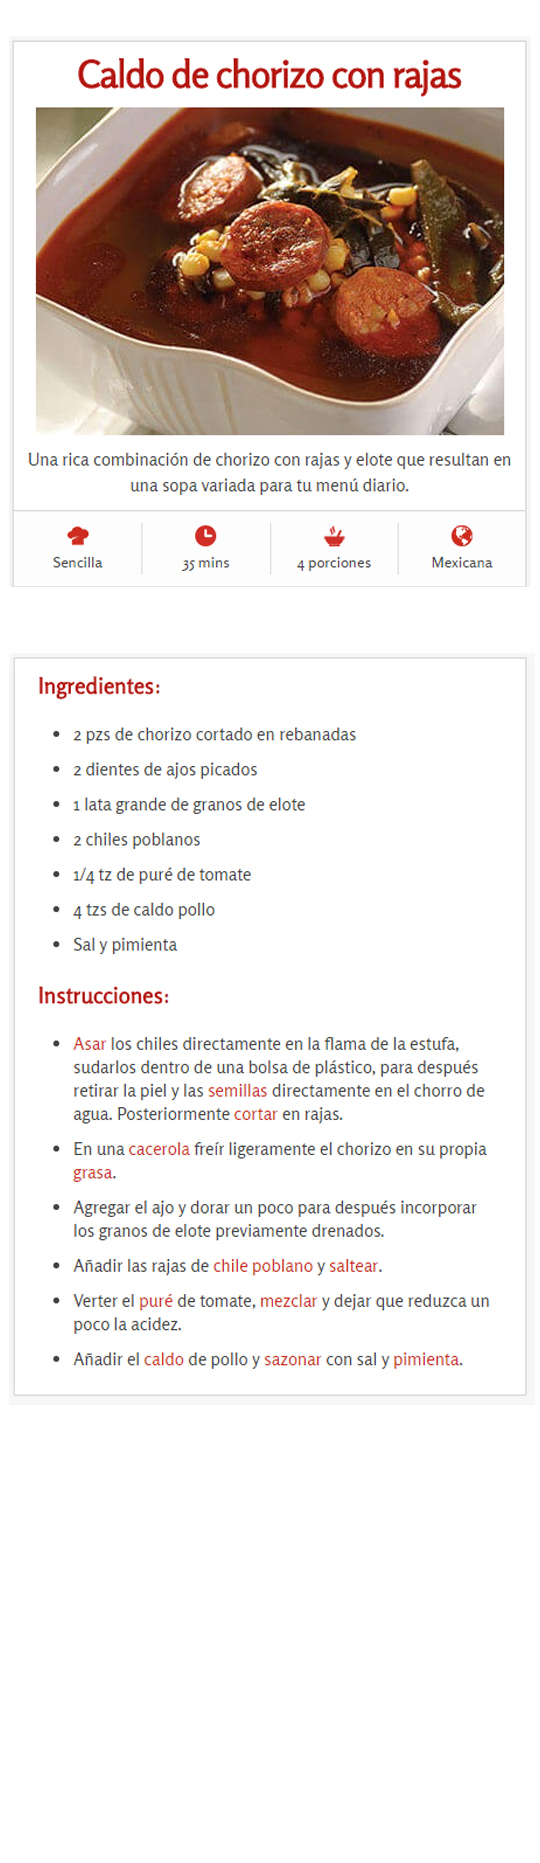 Caldo de chorizo con rajas
Una rica combinación de chorizo con rajas y elote que resultan en
una sopa variada para tu menú diario.
Sencilla
35 mins
4 porciones
Mexicana
Ingredientes:
• 2 pzs de chorizo cortado en rebanadas
• 2 dientes de ajos picados
• 1 lata grande de granos de elote
• 2 chiles poblanos
• 1/4 tz de puré de tomate
• 4 tzs de caldo pollo
• Sal y pimienta
Instrucciones:
• Asar los chiles directamente en la flama de la estufa,
sudarlos dentro de una bolsa de plástico, para después
retirar la piel y las semillas directamente en el chorro de
agua. Posteriormente cortar en rajas.
• En una cacerola freír ligeramente el chorizo en su propia
grasa.
• Agregar el ajo y dorar un poco para después incorporar
los granos de elote previamente drenados.
• Añadir las rajas de chile poblano y saltear.
• Verter el puré de tomate, mezclar y dejar que reduzca un
poco la acidez.
• Añadir el caldo de pollo y sazonar con sal y pimienta.